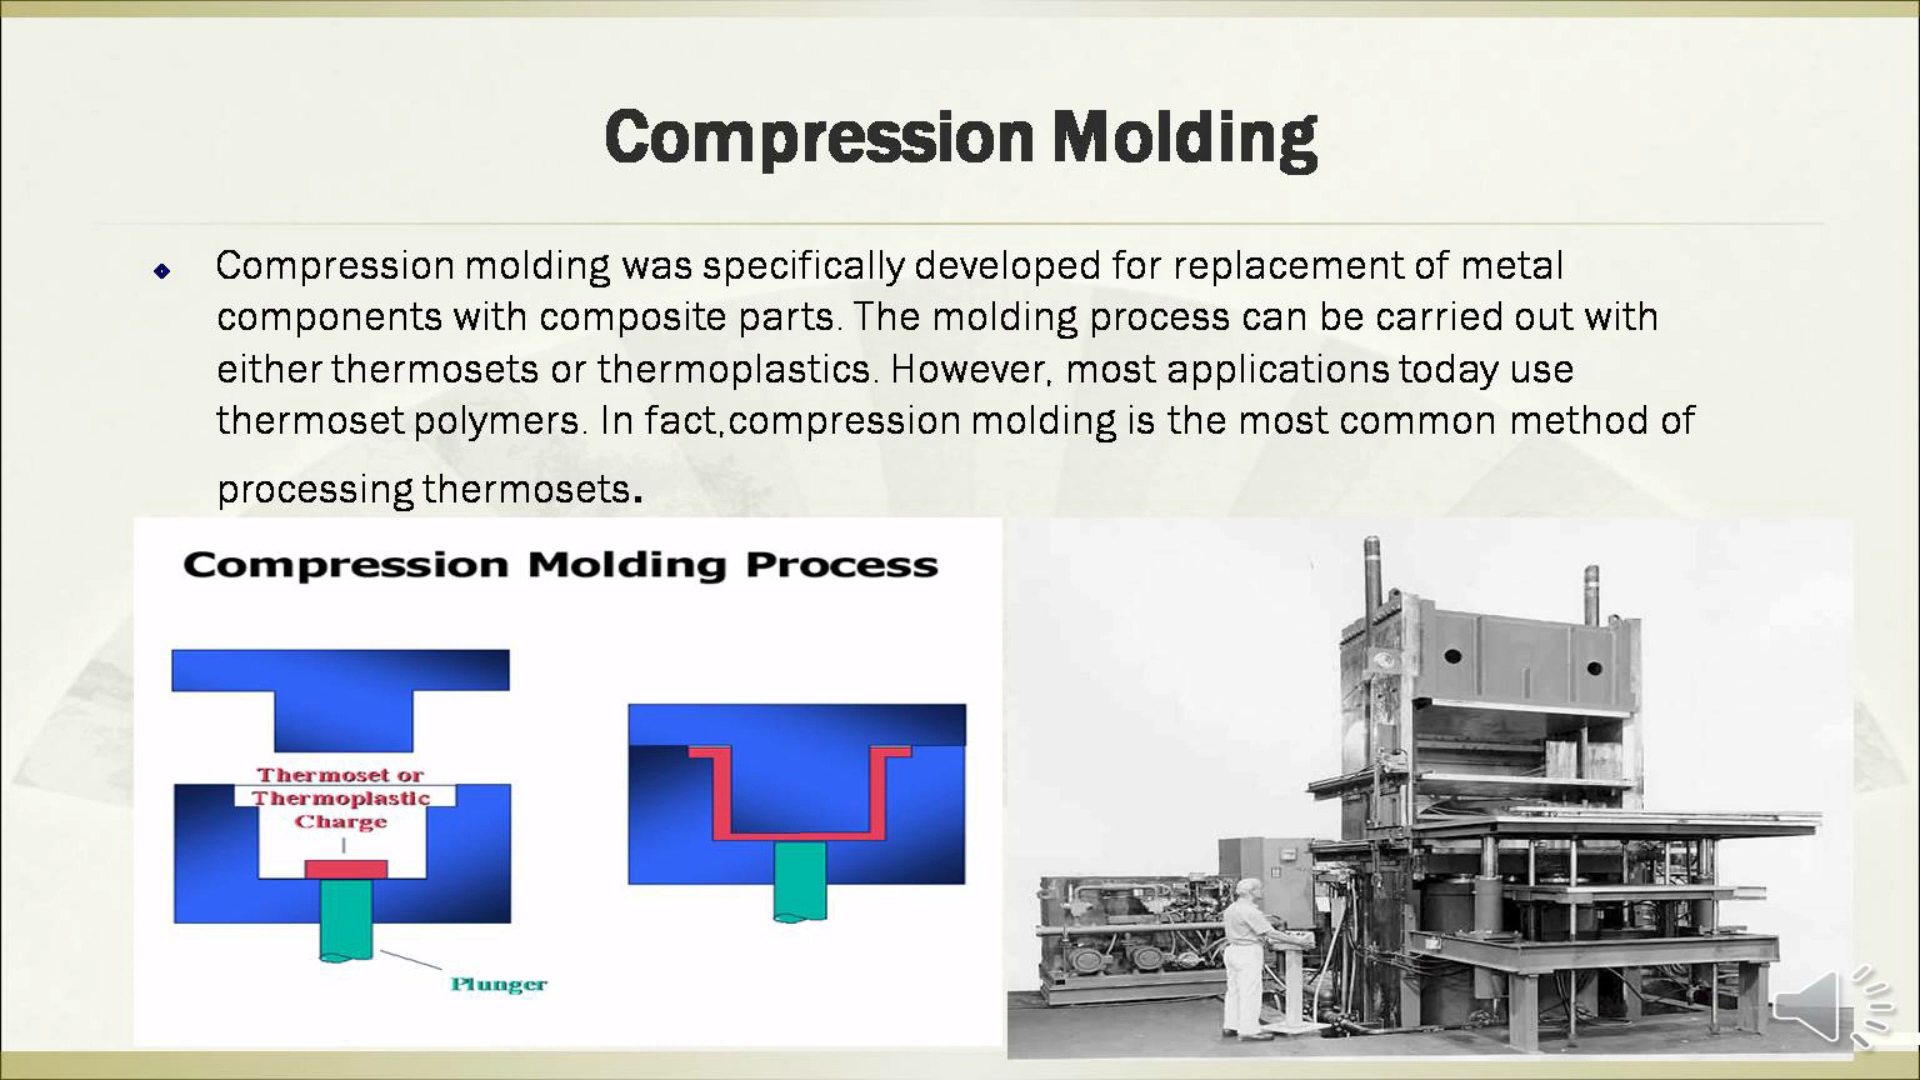 Compression Molding
Compression molding was specifically developed for replacement of metal
components with composite parts. The molding process can be carried out with
either thermosets or thermoplastics. However, most applications today use
thermoset polymers. In fact,compression molding is the most common method of
processing thermosets.
Compression Molding Process
Thermoset or
Thermoplastic
Charge
Plunger